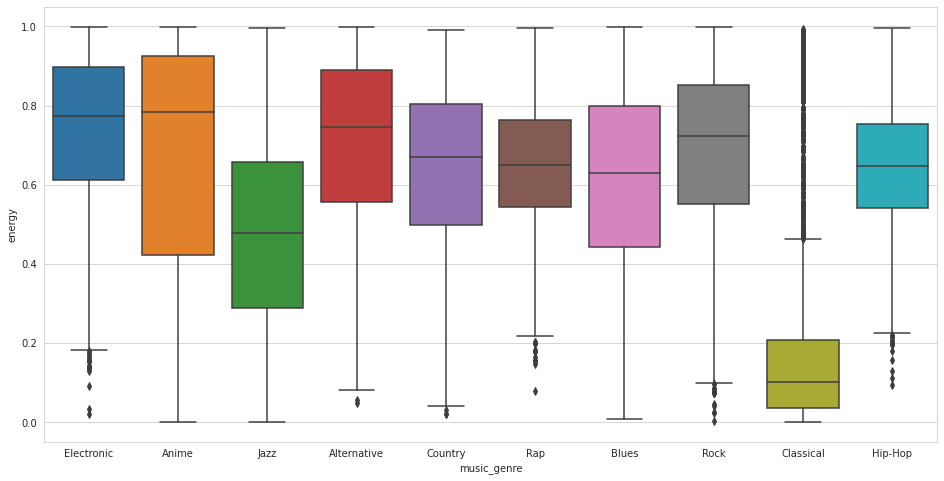 1.0
0.8
0.6
0.4
0.2
0.0
energy
Electronic Anime Jazz Alternative Country Rap Blues Rock Classical Hip-Hop
music_genre